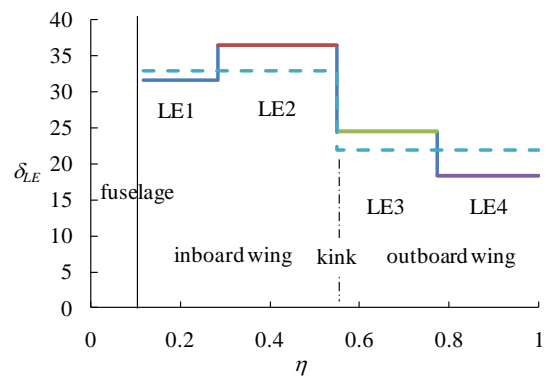 40
35
30
25
20
15
10
5
0
δLE
LE1
LE2
LE3
LE4
fuselage
inboard wing
kink
outboard wing
0 0.2 0.4 0.6 0.8 1
η